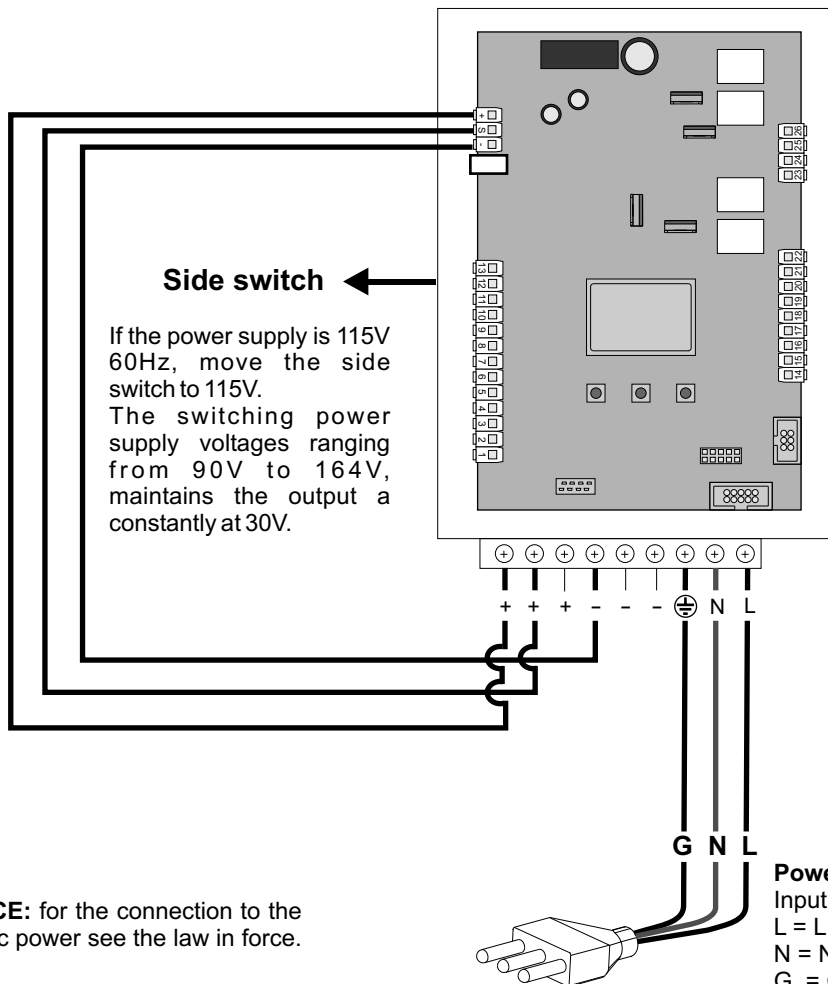 +
S
-
26
25
24
23
13
12
11
10
9
8
7
6
5
4
3
2
1
22
21
20
19
18
17
16
15
14
Side switch
If the power supply is 115V
60Hz, move the side
switch to 115V.
The switching power
supply voltages ranging
from 90V to 164V,
maintains the output a
constantly at 30V.
+ + + - - - N L
G N L
CE: for the connection to the
c power see the law in force.
Powe
Input
L = L
N = N
G =